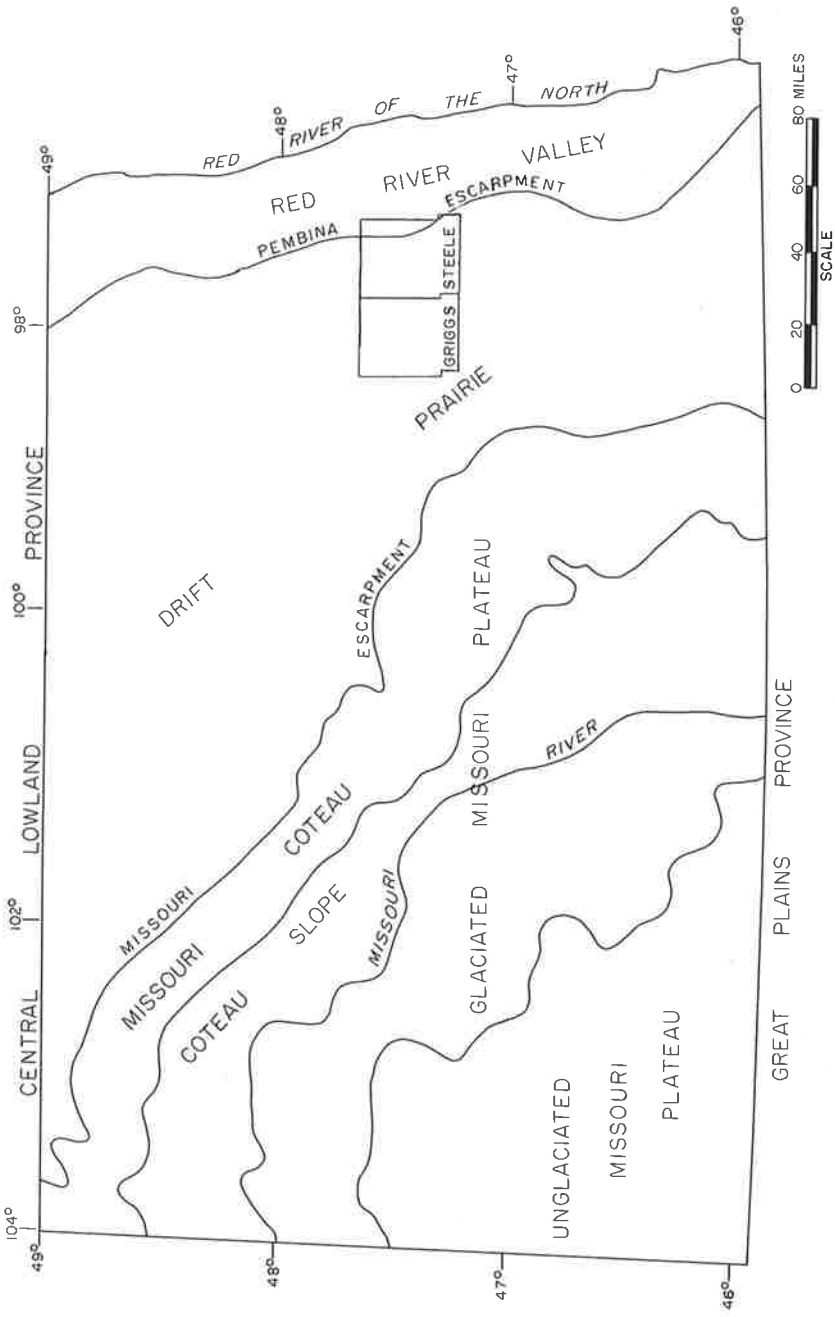 CENTRAL LOWLAND PROVINCE
104° 102° 100° 98°
49° 49°
48° 48°
47° 47°
46° 46°
RED RIVER OF THE NORTH
RED RIVER VALLEY
PEMBINA ESCARPMENT
GRIGGS STEELE
DRIFT PRAIRIE
MISSOURI ESCARPMENT
MISSOURI COTEAU
COTEAU SLOPE
MISSOURI RIVER
GLACIATED MISSOURI PLATEAU
UNGLACIATED
MISSOURI
PLATEAU
GREAT PLAINS PROVINCE
0 20 40 60 80 MILES
SCALE